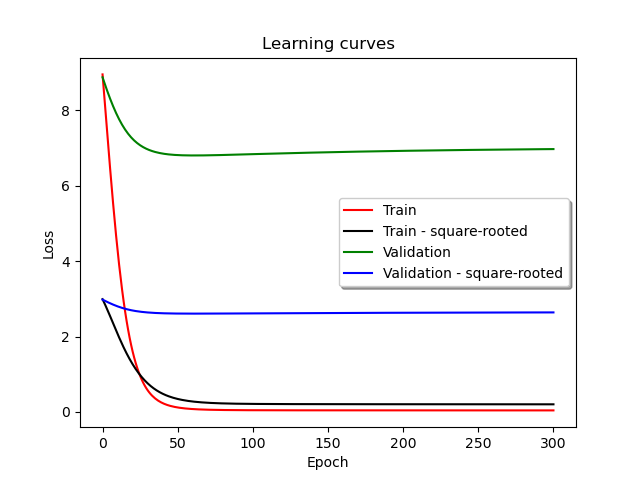 Learning curves
8
6
4
2
0
Loss
Train
Train - square-rooted
Validation
Validation - square-rooted
0 50 100 150 200 250 300
Epoch